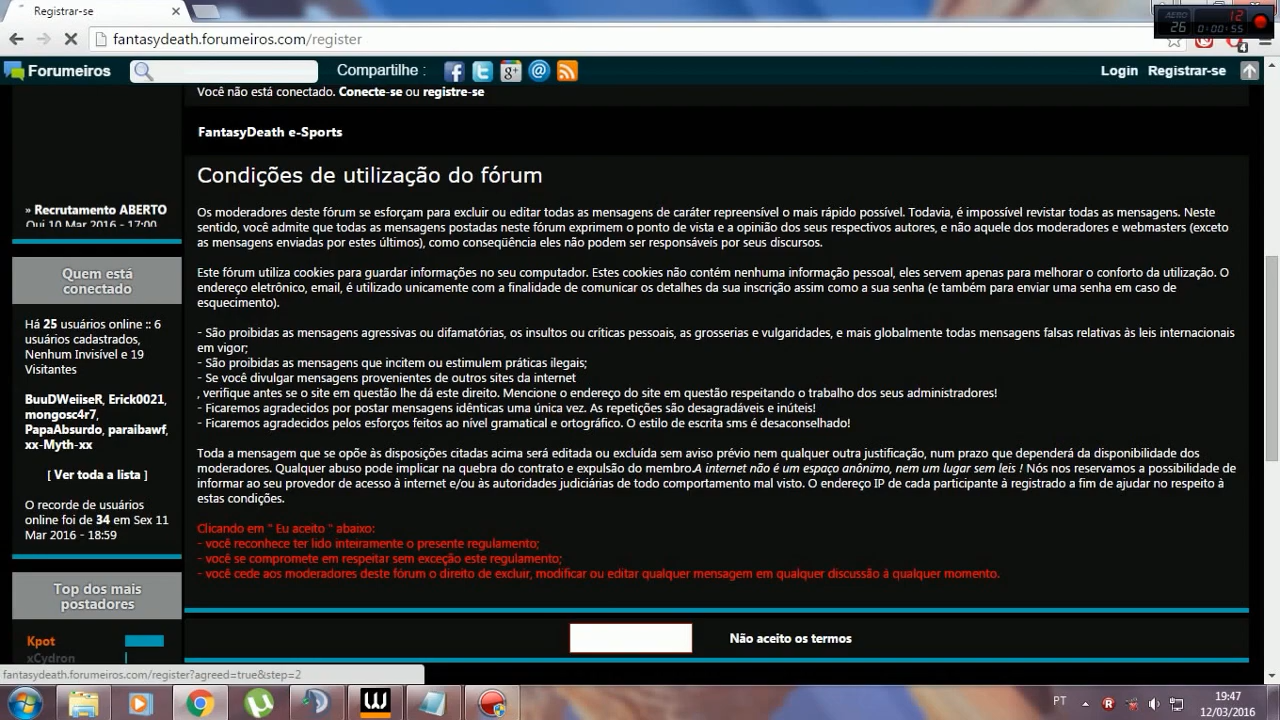 Registrar-se
fantasydeath.forumeiros.com/register
AERO
26
12
0:00:55
4
Forumeiros
Compartilhe :
Login Registrar-se
Você não está conectado. Conecte-se ou registre-se
FantasyDeath e-Sports
Condições de utilização do fórum
Os moderadores deste fórum se esforçam para excluir ou editar todas as mensagens de caráter repreensível o mais rápido possível. Todavia, é impossível revistar todas as mensagens. Neste
sentido, você admite que todas as mensagens postadas neste fórum exprimem o ponto de vista e a opinião dos seus respectivos autores, e não aquele dos moderadores e webmasters (exceto
as mensagens enviadas por estes últimos), como conseqüência eles não podem ser responsáveis por seus discursos.
Este fórum utiliza cookies para guardar informações no seu computador. Estes cookies não contém nenhuma informação pessoal, eles servem apenas para melhorar o conforto da utilização. O
endereço eletrônico, email, é utilizado unicamente com a finalidade de comunicar os detalhes da sua inscrição assim como a sua senha (e também para enviar uma senha em caso de
esquecimento).
- São proibidas as mensagens agressivas ou difamatórias, os insultos ou críticas pessoais, as grosserias e vulgaridades, e mais globalmente todas mensagens falsas relativas às leis internacionais
em vigor;
- São proibidas as mensagens que incitem ou estimulem práticas ilegais;
- Se você divulgar mensagens provenientes de outros sites da internet
, verifique antes se o site em questão lhe dá este direito. Mencione o endereço do site em questão respeitando o trabalho dos seus administradores!
- Ficaremos agradecidos por postar mensagens idênticas uma única vez. As repetições são desagradáveis e inúteis!
- Ficaremos agradecidos pelos esforços feitos ao nível gramatical e ortográfico. O estilo de escrita sms é desaconselhado!
Toda a mensagem que se opõe às disposições citadas acima será editada ou excluída sem aviso prévio nem qualquer outra justificação, num prazo que dependerá da disponibilidade dos
moderadores. Qualquer abuso pode implicar na quebra do contrato e expulsão do membro.A internet não é um espaço anônimo, nem um lugar sem leis ! Nós nos reservamos a possibilidade de
informar ao seu provedor de acesso à internet e/ou às autoridades judiciárias de todo comportamento mal visto. O endereço IP de cada participante à registrado a fim de ajudar no respeito à
estas condições.
Clicando em " Eu aceito " abaixo:
- você reconhece ter lido inteiramente o presente regulamento;
- você se compromete em respeitar sem exceção este regulamento;
- você cede aos moderadores deste fórum o direito de excluir, modificar ou editar qualquer mensagem em qualquer discussão à qualquer momento.
Não aceito os termos
» Recrutamento ABERTO
Qui 10 Mar 2016 - 17:00
Quem está
conectado
Há 25 usuários online :: 6
usuários cadastrados,
Nenhum Invisível e 19
Visitantes
BuuDWeiiseR, Erick0021,
mongosc4r7,
PapaAbsurdo, paraibawf,
xx-Myth-xx
[ Ver toda a lista ]
O recorde de usuários
online foi de 34 em Sex 11
Mar 2016 - 18:59
Top dos mais
postadores
Kpot
xCydron
fantasydeath.forumeiros.com/register?agreed=true&step=2
PT
19:47
12/03/2016